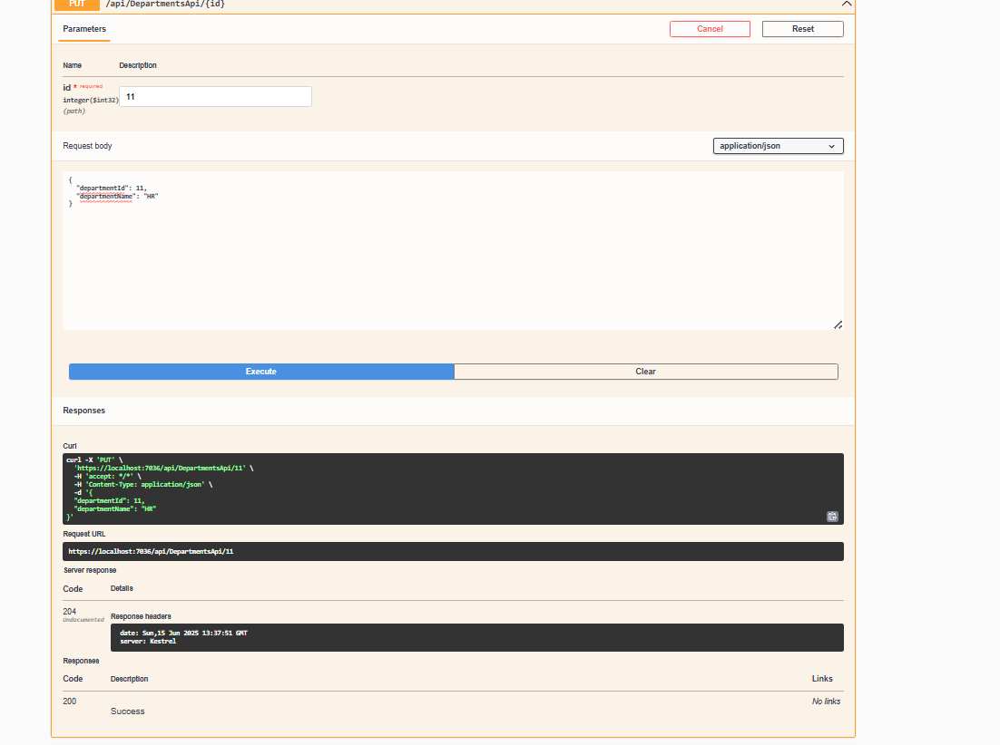 PUT /api/DepartmentsApi/{id}
Parameters
Cancel
Reset
Name Description
id * required
integer($int32)
(path)
11
Request body
application/json
{
"departmentId": 11,
"departmentName": "HR"
}
Execute
Clear
Responses
Curl
curl -X 'PUT' \
'https://localhost:7036/api/DepartmentsApi/11' \
-H 'accept: */*' \
-H 'Content-Type: application/json' \
-d '{
"departmentId": 11,
"departmentName": "HR"
}'
Request URL
https://localhost:7036/api/DepartmentsApi/11
Server response
Code Details
204
Undocumented
Response headers
date: Sun,15 Jun 2025 13:37:51 GMT
server: Kestrel
Responses
Code Description Links
200
Success
No links